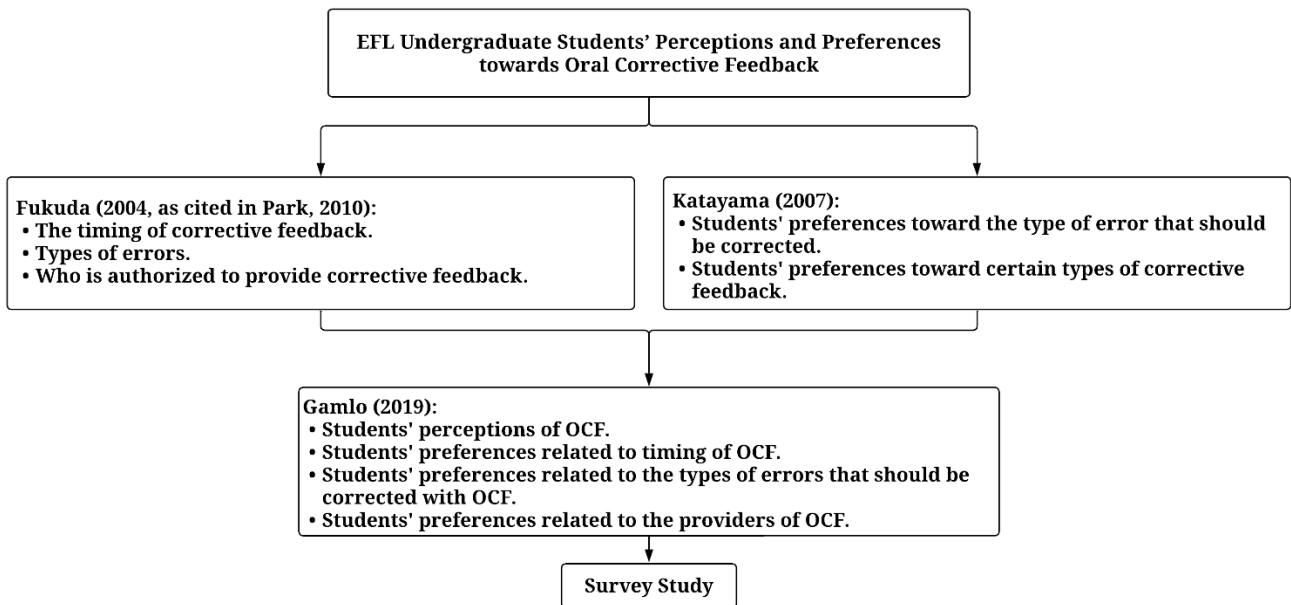 EFL Undergraduate Students’ Perceptions and Preferences
towards Oral Corrective Feedback
Fukuda (2004, as cited in Park, 2010):
• The timing of corrective feedback.
• Types of errors.
• Who is authorized to provide corrective feedback.
Katayama (2007):
• Students' preferences toward the type of error that should
be corrected.
• Students' preferences toward certain types of corrective
feedback.
Gamlo (2019):
• Students' perceptions of OCF.
• Students' preferences related to timing of OCF.
• Students' preferences related to the types of errors that should be
corrected with OCF.
• Students' preferences related to the providers of OCF.
Survey Study